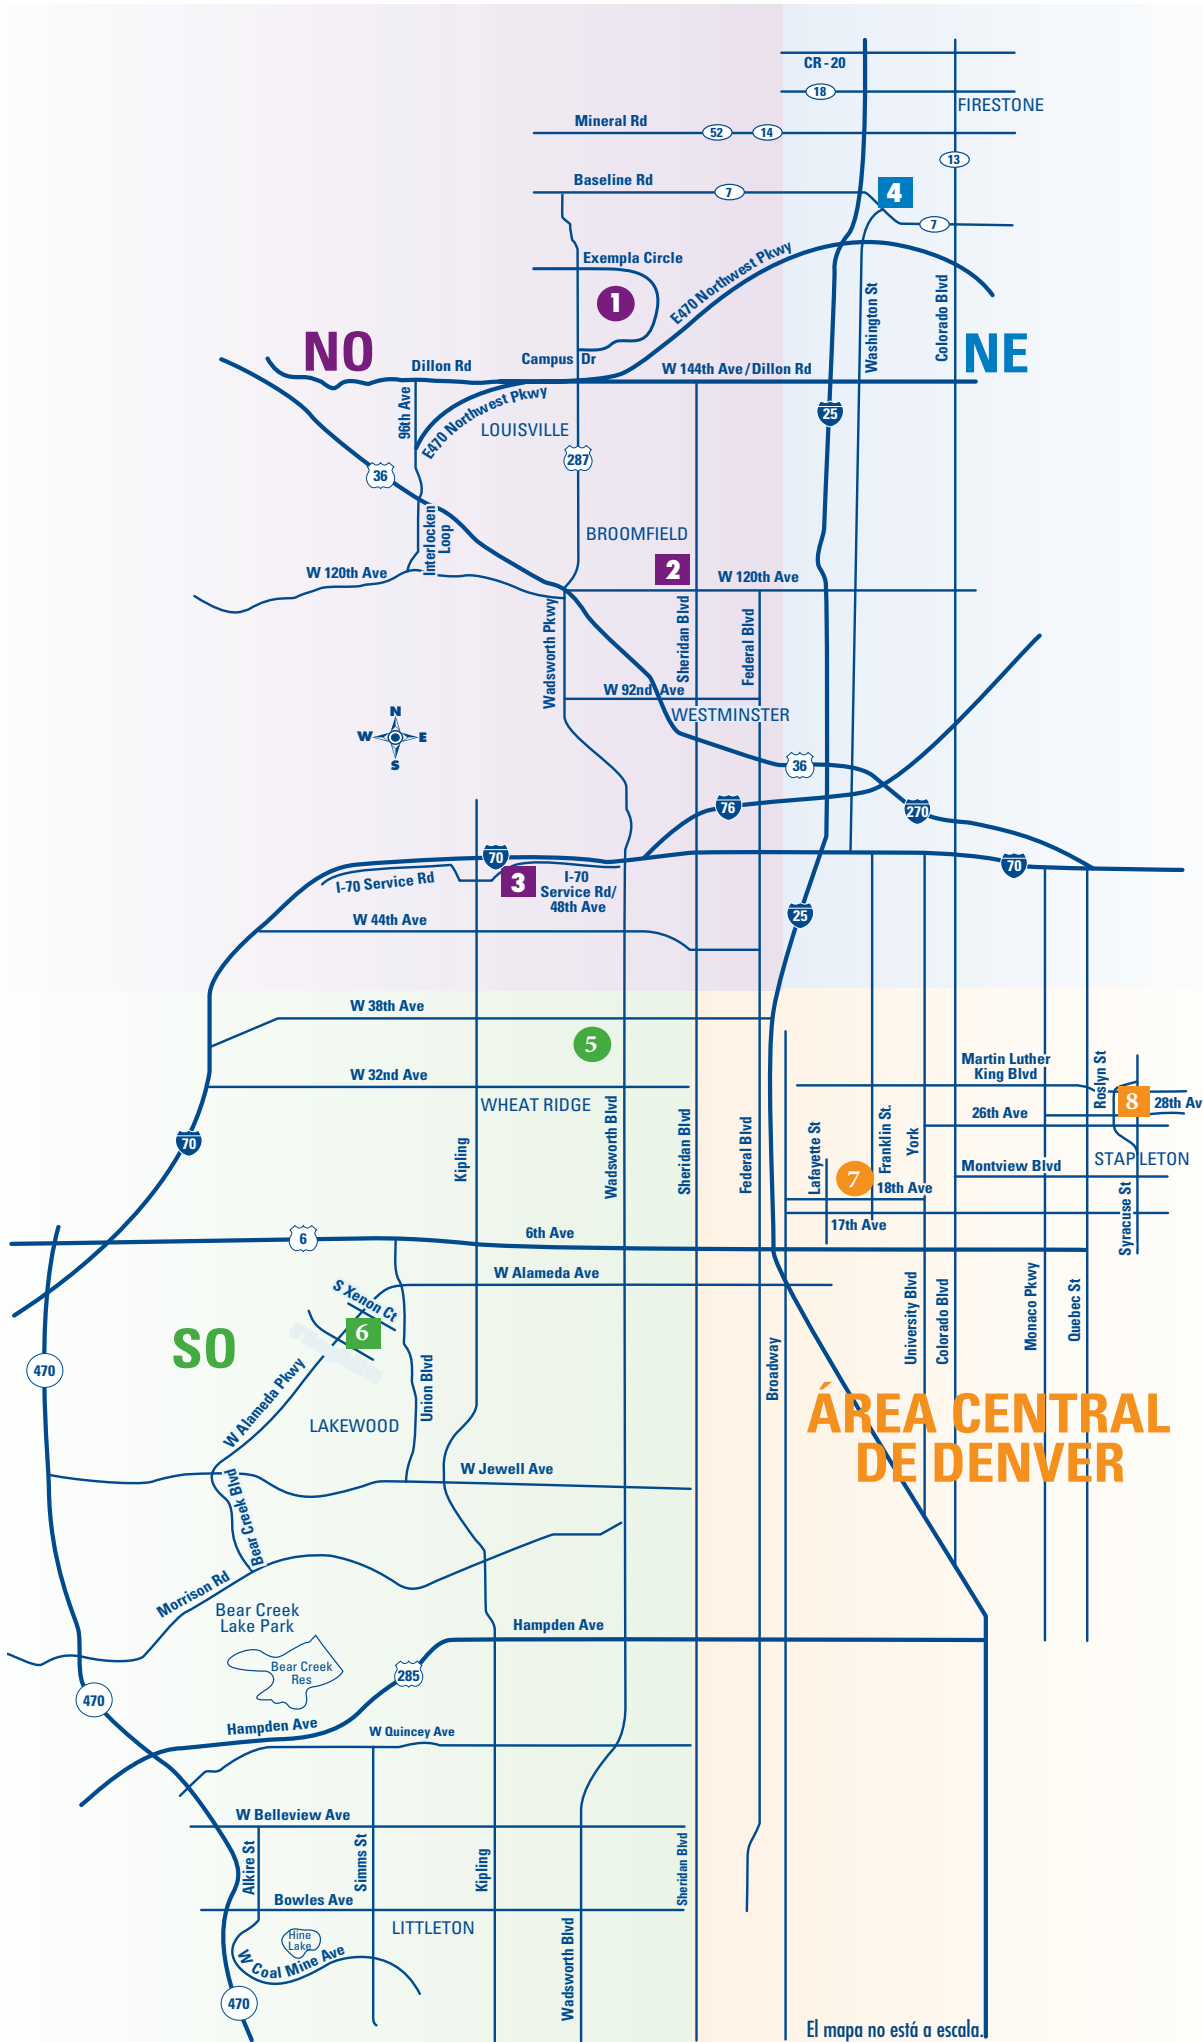 CR - 20
18
FIRESTONE
Mineral Rd
52
14
13
Baseline Rd
7
4
7
Exempla Circle
1
E470 Northwest Pkwy
Washington St
Colorado Blvd
NO
NE
Campus Dr
Dillon Rd
W 144th Ave / Dillon Rd
96th Ave
E470 Northwest Pkwy
25
LOUISVILLE
287
36
Interlocken
Loop
BROOMFIELD
2
W 120th Ave
W 120th Ave
Wadsworth Pkwy
Sheridan Blvd
Federal Blvd
W 92nd Ave
WESTMINSTER
N
W
E
S
36
76
270
70
70
I-70 Service Rd
3
I-70
Service Rd/
48th Ave
W 44th Ave
25
W 38th Ave
5
W 32nd Ave
Martin Luther
King Blvd
Roslyn St
8
28th Av
26th Ave
WHEAT RIDGE
70
Kipling
Wadsworth Blvd
Sheridan Blvd
Federal Blvd
Lafayette St
Franklin St.
York
STAPLETON
Montview Blvd
7
18th Ave
17th Ave
Syracuse St
6
6th Ave
W Alameda Ave
S Xenon Ct
6
SO
470
University Blvd
Colorado Blvd
Monaco Pkwy
Quebec St
Broadway
Union Blvd
W Alameda Pkwy
LAKEWOOD
ÁREA CENTRAL
DE DENVER
W Jewell Ave
Bear Creek Blvd
Morrison Rd
Bear Creek
Lake Park
Hampden Ave
Bear Creek
Res
285
470
Hampden Ave
W Quincey Ave
W Belleview Ave
Alkire St
Simms St
Kipling
Sheridan Blvd
Bowles Ave
LITTLETON
Hine
Lake
W Coal Mine Ave
Wadsworth Blvd
470
El mapa no está a escala.